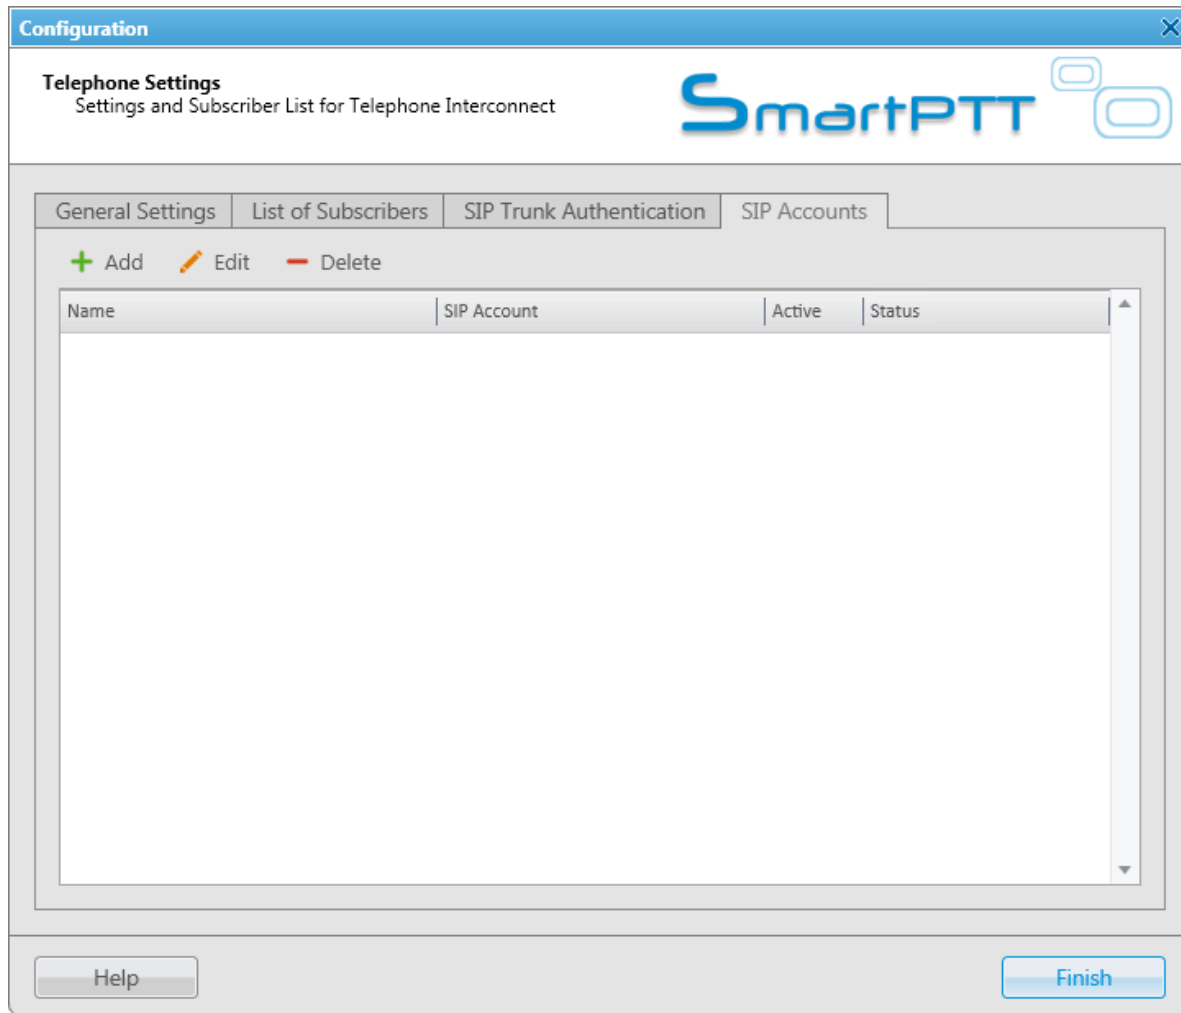 Configuration
Telephone Settings
Settings and Subscriber List for Telephone Interconnect
SmartPTT
General Settings List of Subscribers SIP Trunk Authentication SIP Accounts
Add Edit Delete
Name SIP Account Active Status
Help Finish